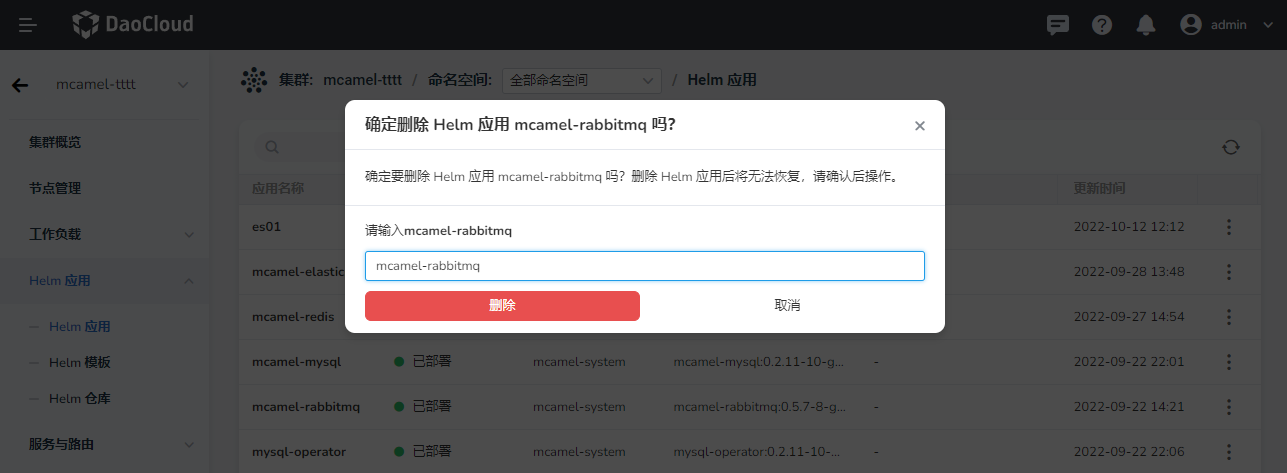 DaoCloud
admin
mcamel-tttt
集群: mcamel-tttt / 命名空间: 全部命名空间 / Helm 应用
集群概览
节点管理
工作负载
Helm 应用
Helm 应用
Helm 模板
Helm 仓库
服务与路由
确定删除 Helm 应用 mcamel-rabbitmq 吗?
确定要删除 Helm 应用 mcamel-rabbitmq 吗？删除 Helm 应用后将无法恢复，请确认后操作。
请输入mcamel-rabbitmq
mcamel-rabbitmq
删除 取消
应用名称 更新时间
es01 2022-10-12 12:12
mcamel-elastic 2022-09-28 13:48
mcamel-redis 2022-09-27 14:54
mcamel-mysql 已部署 mcamel-system mcamel-mysql:0.2.11-10-g... - 2022-09-22 22:01
mcamel-rabbitmq 已部署 mcamel-system mcamel-rabbitmq:0.5.7-8-g... - 2022-09-22 14:21
mysql-operator 已部署 mcamel-system mysql-operator:0.2.11-10-... - 2022-09-22 22:06